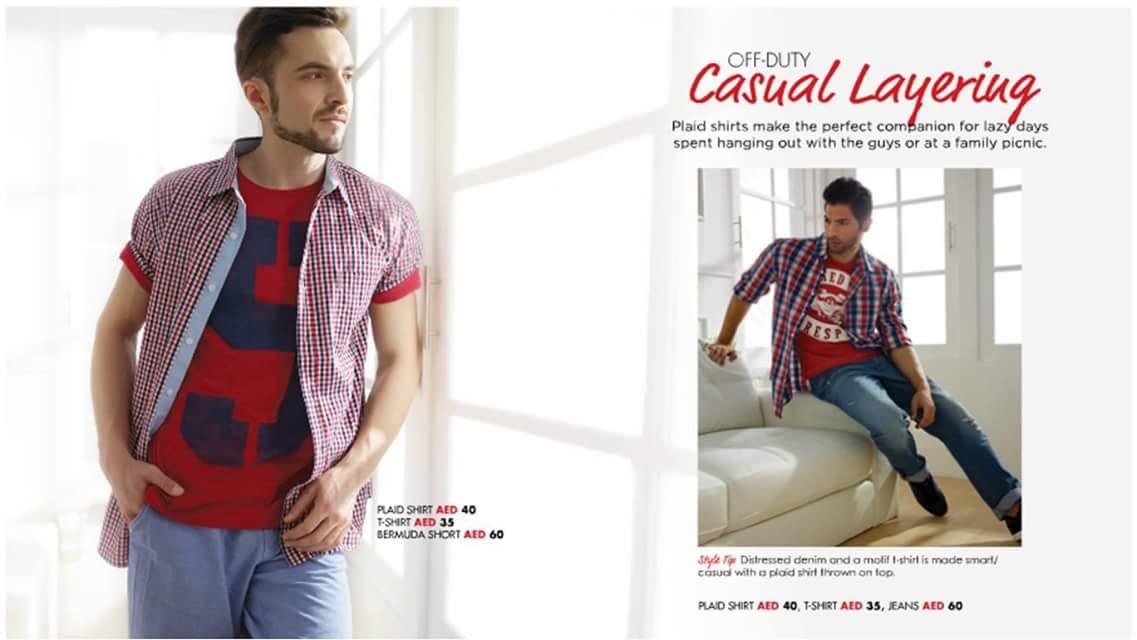 OFF-DUTY
Casual Layering
Plaid shirts make the perfect companion for lazy days
spent hanging out with the guys or at a family picnic.
RED
RESP
PLAID SHIRT AED 40
T-SHIRT AED 35
BERMUDA SHORT AED 60
Style Tip Distressed denim and a motif t-shirt is made smart/
casual with a plaid shirt thrown on top.
PLAID SHIRT AED 40, T-SHIRT AED 35, JEANS AED 60